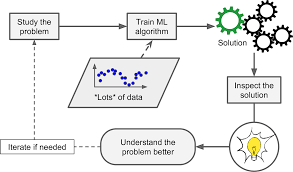 Study the
problem
Train ML
algorithm
Solution
*Lots* of data
Inspect the
solution
Understand the
problem better
Iterate if needed